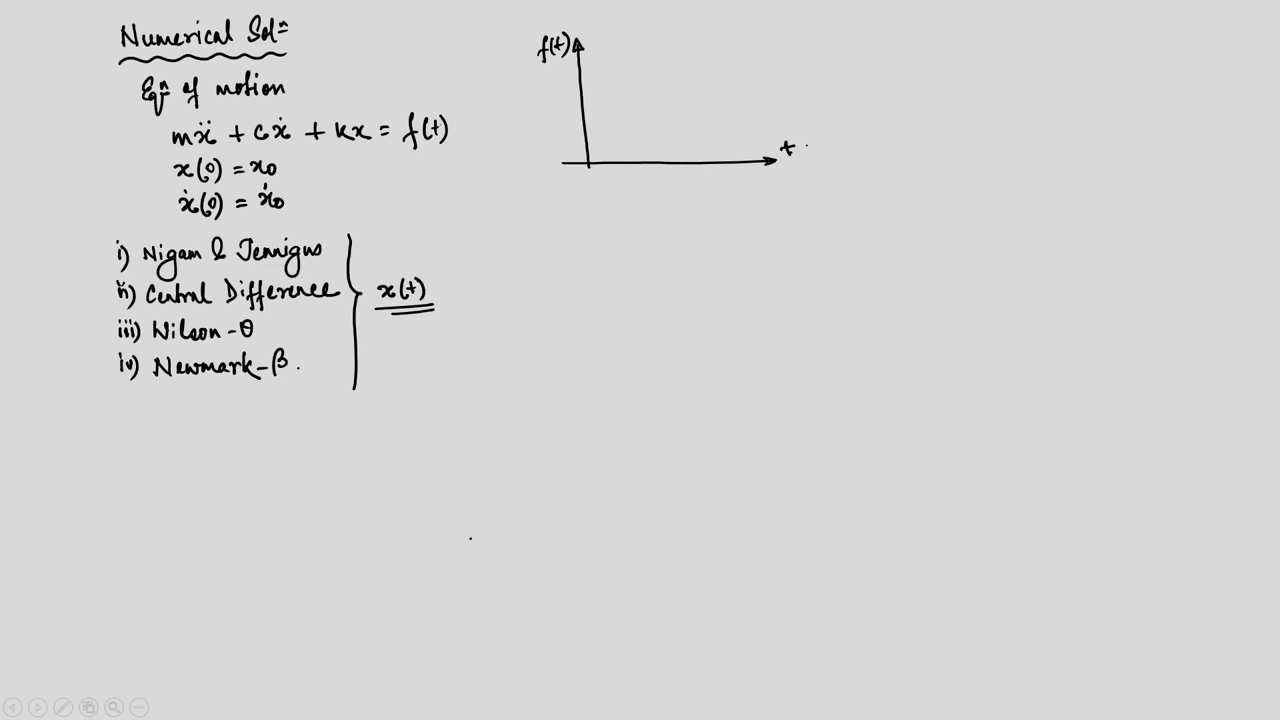 Numerical Solⁿ
Eqⁿ of motion
mẍ + cẋ + kx = f(t)
x(0) = x₀
ẋ(0) = ẋ₀
i) Nigam & Jennigns
ii) Central Difference
iii) Wilson-θ
iv) Newmark-β.
x(t)
f(t)
t